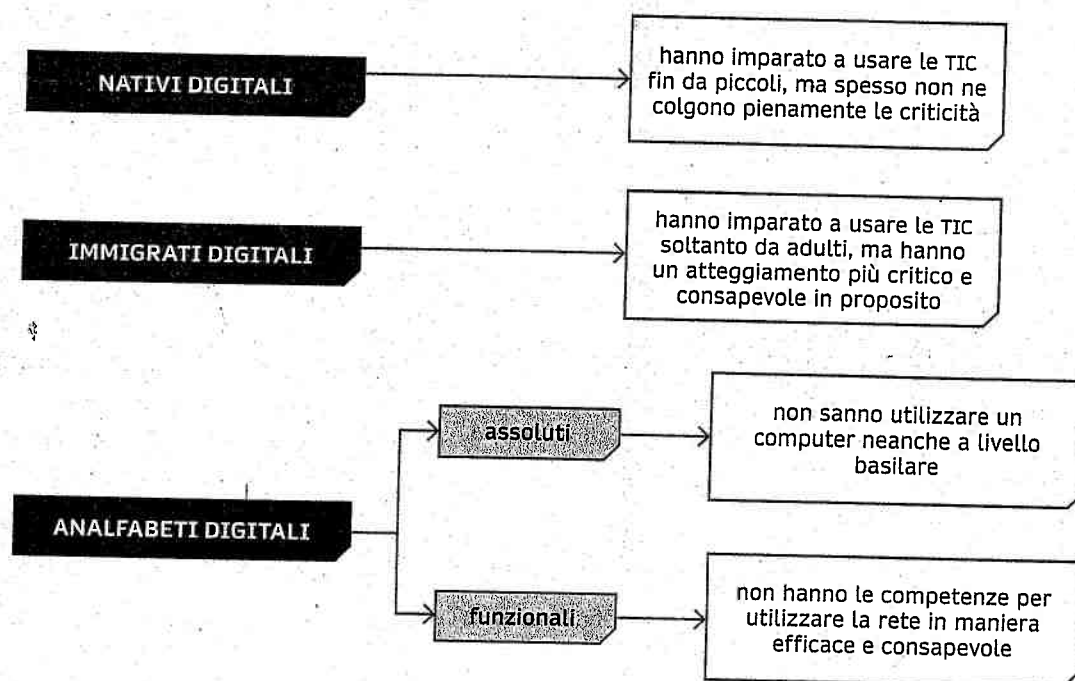 NATIVI DIGITALI
hanno imparato a usare le TIC
fin da piccoli, ma spesso non ne
colgono pienamente le criticità
IMMIGRATI DIGITALI
hanno imparato a usare le TIC
soltanto da adulti, ma hanno
un atteggiamento più critico e
consapevole in proposito
ANALFABETI DIGITALI
assoluti
non sanno utilizzare un
computer neanche a livello
basilare
funzionali
non hanno le competenze per
utilizzare la rete in maniera
efficace e consapevole